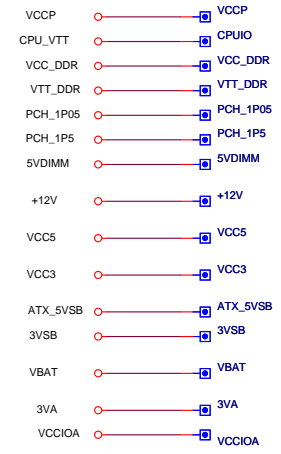 VCCP VCCP
CPU_VTT CPUIO
VCC_DDR VCC_DDR
VTT_DDR VTT_DDR
PCH_1P05 PCH_1P05
PCH_1P5 PCH_1P5
5VDIMM 5VDIMM
+12V +12V
VCC5 VCC5
VCC3 VCC3
ATX_5VSB ATX_5VSB
3VSB 3VSB
VBAT VBAT
3VA 3VA
VCCIOA VCCIOA